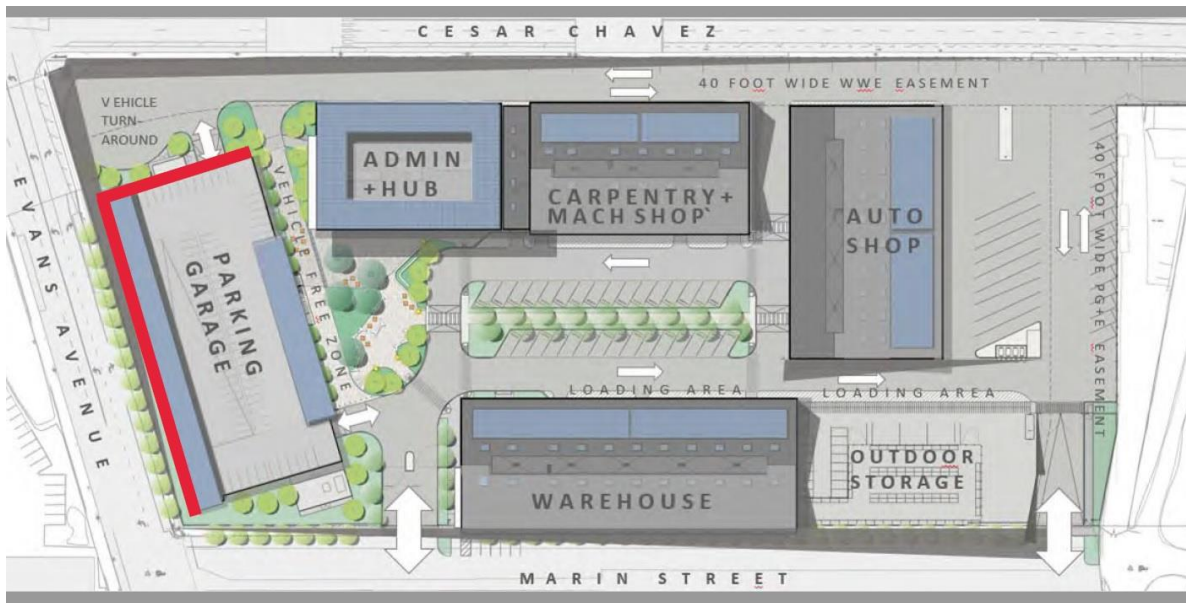 CESAR CHAVEZ
40 FOOT WIDE WWE EASEMENT
VEHICLE
TURN-
AROUND
ADMIN
+HUB
CARPENTRY+
MACH SHOP`
AUTO
SHOP
40 FOOT WIDE PG+E EASEMENT
EVANS AVENUE
PARKING
GARAGE
VEHICLE FREE ZONE
LOADING AREA
LOADING AREA
WAREHOUSE
OUTDOOR
STORAGE
MARIN STREET